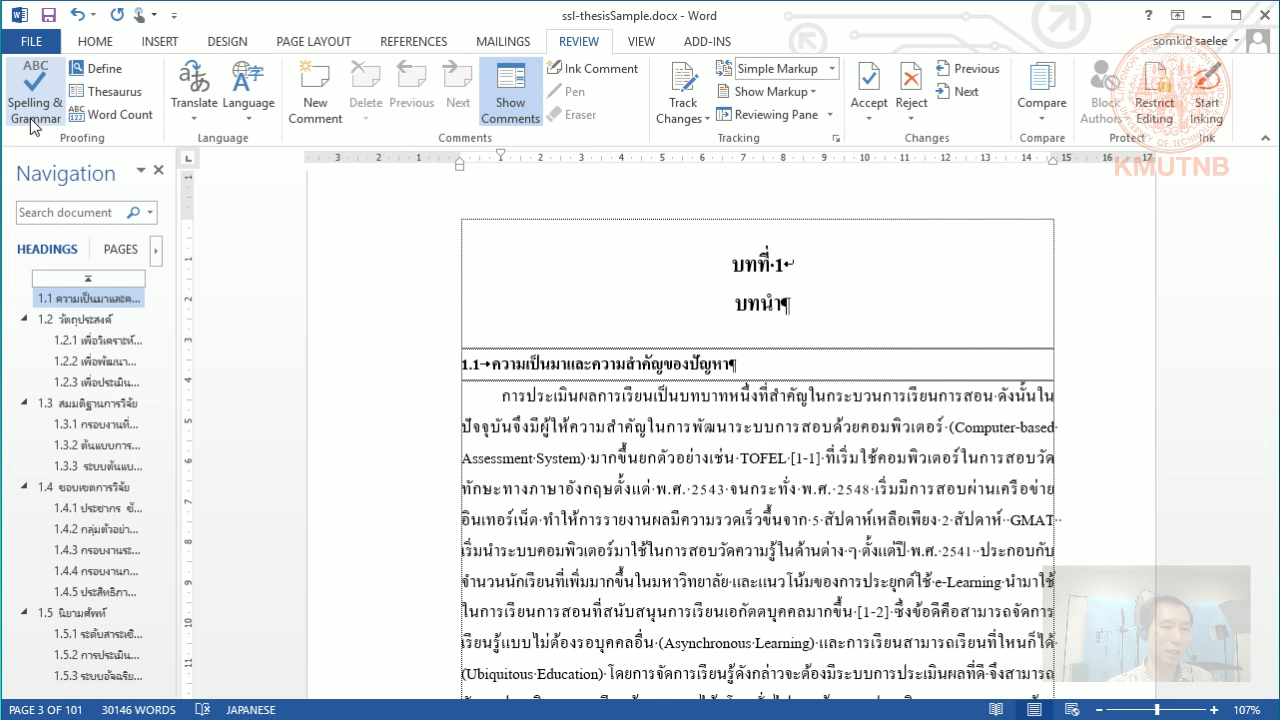 ssl-thesisSample.docx - Word
FILE HOME INSERT DESIGN PAGE LAYOUT REFERENCES MAILINGS REVIEW VIEW ADD-INS
somkid saelee
ABC
Spelling & Grammar
Define
Thesaurus
Word Count
Proofing
Translate
Language
Language
New Comment
Delete
Previous
Next
Show Comments
Ink Comment
Pen
Eraser
Comments
Track Changes
Simple Markup
Show Markup
Reviewing Pane
Tracking
Accept
Reject
Previous
Next
Changes
Compare
Compare
Block Authors
Restrict Editing
Protect
Start Inking
Ink
KMUTNB
3 2 1 1 2 3 4 5 6 7 8 9 10 11 12 13 14 15 16 17
Navigation
Search document
HEADINGS PAGES
1.1 ความเป็นมาและค...
1.2 วัตถุประสงค์
1.2.1 เพื่อวิเคราะห์...
1.2.2 เพื่อพัฒนา...
1.2.3 เพื่อประเมิน...
1.3 สมมติฐานการวิจัย
1.3.1 กรอบงานที่...
1.3.2 ต้นแบบการ...
1.3.3 ระบบต้นแบ...
1.4 ขอบเขตการวิจัย
1.4.1 ประชากร ข้...
1.4.2 กลุ่มตัวอย่า...
1.4.3 กรอบงานระ...
1.4.4 กรอบงานก...
1.4.5 ประสิทธิภา...
1.5 นิยามศัพท์
1.5.1 ระดับสาระเชิ...
1.5.2 การประเมิน...
1.5.3 ระบบอัจฉริย...
บทที่·1↵
บทนำ¶
1.1→ความเป็นมาและความสำคัญของปัญหา¶
การประเมินผลการเรียนเป็นบทบาทหนึ่งที่สำคัญในกระบวนการเรียนการสอน·ดังนั้นใน
ปัจจุบันจึงมีผู้ให้ความสำคัญในการพัฒนาระบบการสอบด้วยคอมพิวเตอร์·(Computer-based·
Assessment·System)·มากขึ้นยกตัวอย่างเช่น·TOFEL·[1-1]·ที่เริ่มใช้คอมพิวเตอร์ในการสอบวัด
ทักษะทางภาษาอังกฤษตั้งแต่·พ.ศ.·2543·จนกระทั่ง·พ.ศ.·2548·เริ่มมีการสอบผ่านเครือข่าย
อินเทอร์เน็ต·ทำให้การรายงานผลมีความรวดเร็วขึ้นจาก·5·สัปดาห์เหลือเพียง·2·สัปดาห์··GMAT··
เริ่มนำระบบคอมพิวเตอร์มาใช้ในการสอบวัดความรู้ในด้านต่าง·ๆ·ตั้งแต่ปี·พ.ศ.·2541··ประกอบกับ
จำนวนนักเรียนที่เพิ่มมากขึ้นในมหาวิทยาลัย·และแนวโน้มของการประยุกต์ใช้·e-Learning·นำมาใช้
ในการเรียนการสอนที่สนับสนุนการเรียนเอกัตตบุคคลมากขึ้น·[1-2]·ซึ่งข้อดีคือสามารถจัดการ
เรียนรู้แบบไม่ต้องรอบุคคลอื่น·(Asynchronous·Learning)·และการเรียนสามารถเรียนที่ไหนก็ได้
(Ubiquitous·Education)·โดยการจัดการเรียนรู้ดังกล่าวจะต้องมีระบบการประเมินผลที่ดี·จึงสามารถ
PAGE 3 OF 101 30146 WORDS JAPANESE 107%